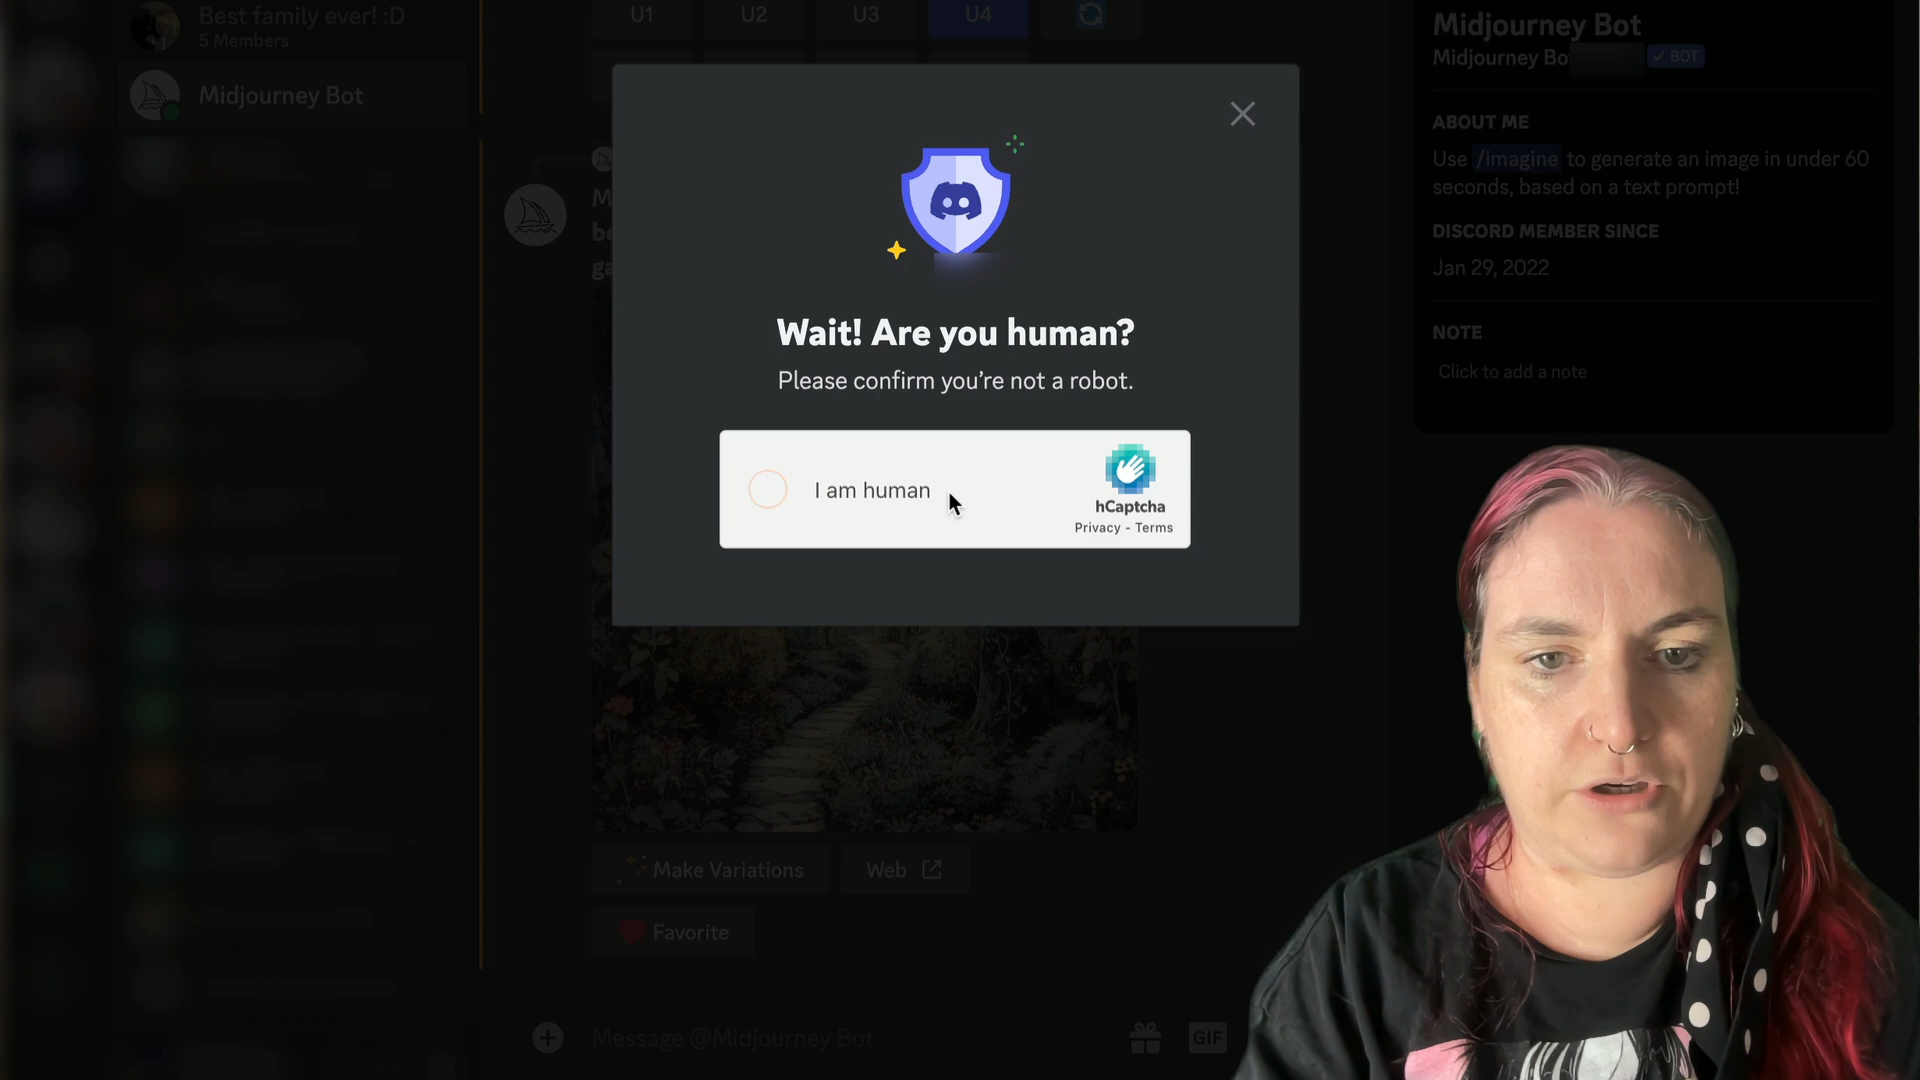 Best family ever! :D
5 Members
Midjourney Bot
U1
U2
U3
U4
Wait! Are you human?
Please confirm you’re not a robot.
I am human
hCaptcha
Privacy - Terms
Make Variations
Web
Favorite
Message @Midjourney Bot
GIF
Midjourney Bot
Midjourney Bo
✓ BOT
ABOUT ME
Use /imagine to generate an image in under 60
seconds, based on a text prompt!
DISCORD MEMBER SINCE
Jan 29, 2022
NOTE
Click to add a note